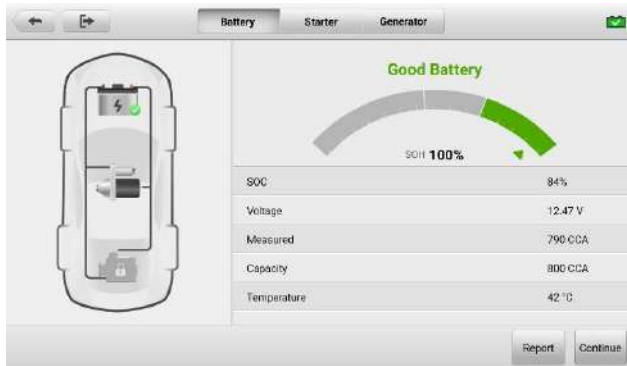 Battery Starter Generator
Good Battery
SOH 100%
SOC 84%
Voltage 12.47 V
Measured 790 CCA
Capacity 800 CCA
Temperature 42 °C
Report Continue